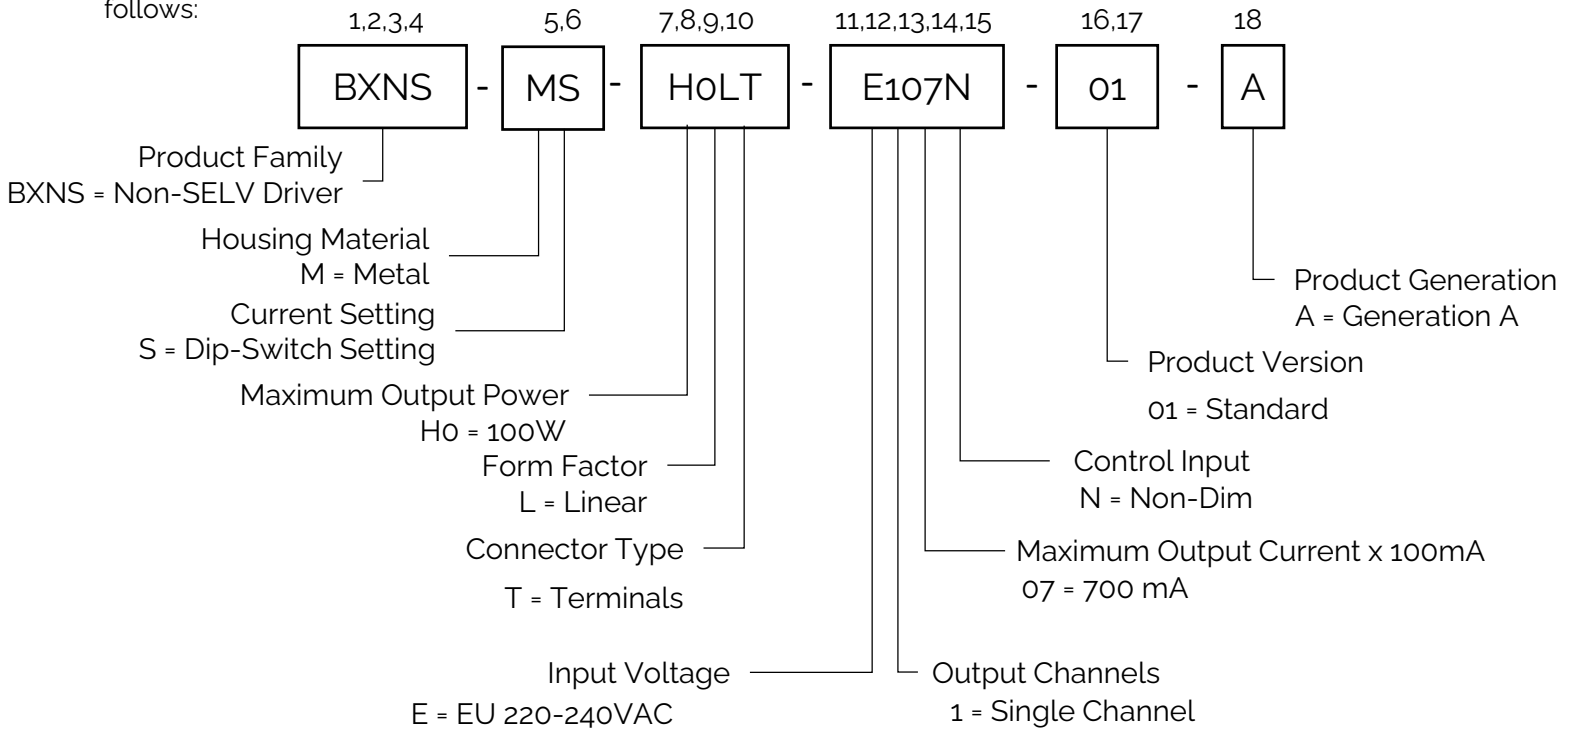 follows:
1,2,3,4 5,6 7,8,9,10 11,12,13,14,15 16,17 18
BXNS - MS - H0LT - E107N - 01 - A
Product Family
BXNS = Non-SELV Driver
Housing Material
M = Metal
Current Setting
S = Dip-Switch Setting
Maximum Output Power
H0 = 100W
Form Factor
L = Linear
Connector Type
T = Terminals
Input Voltage
E = EU 220-240VAC
Output Channels
1 = Single Channel
Maximum Output Current x 100mA
07 = 700 mA
Control Input
N = Non-Dim
Product Version
01 = Standard
Product Generation
A = Generation A